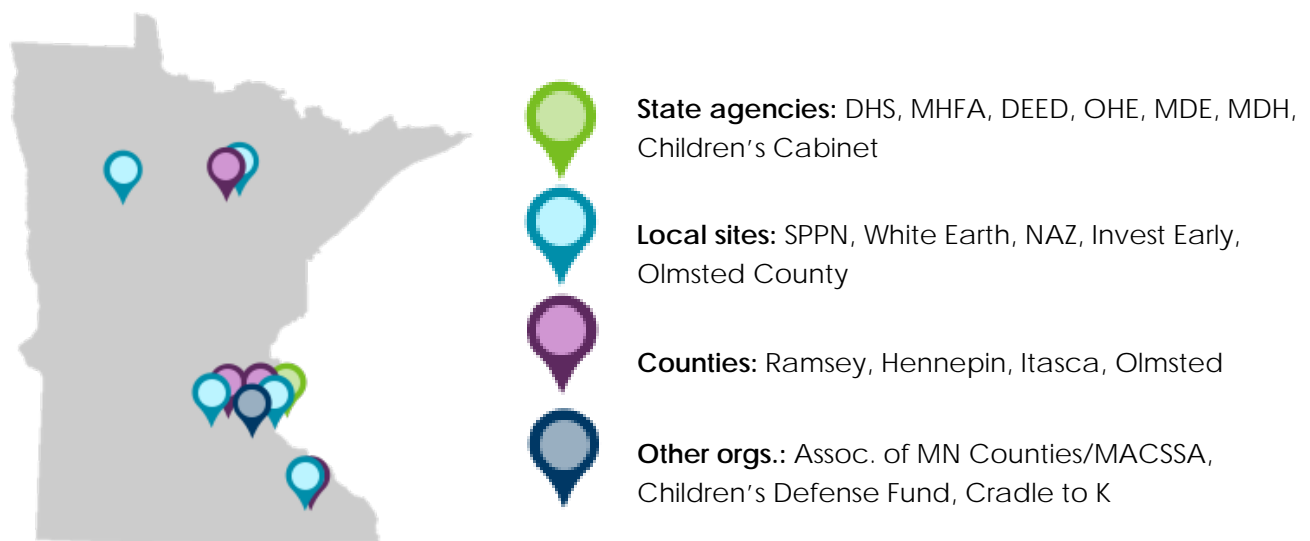 State agencies: DHS, MHFA, DEED, OHE, MDE, MDH,
Children’s Cabinet
Local sites: SPPN, White Earth, NAZ, Invest Early,
Olmsted County
Counties: Ramsey, Hennepin, Itasca, Olmsted
Other orgs.: Assoc. of MN Counties/MACSSA,
Children’s Defense Fund, Cradle to K